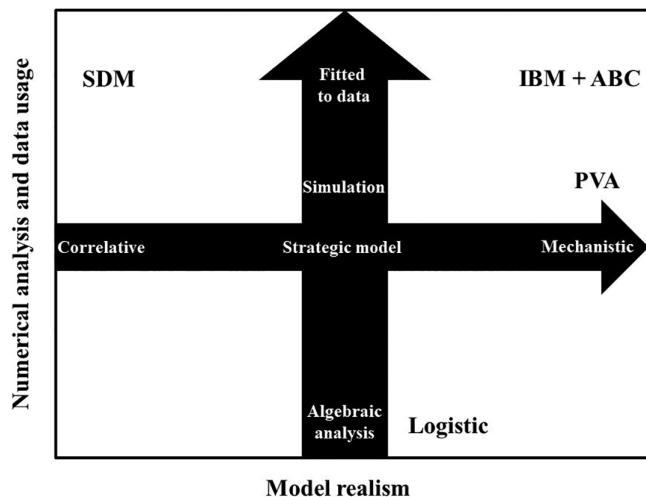 Numerical analysis and data usage
SDM
Fitted
to data
IBM + ABC
Simulation
PVA
Correlative
Strategic model
Mechanistic
Algebraic
analysis
Logistic
Model realism